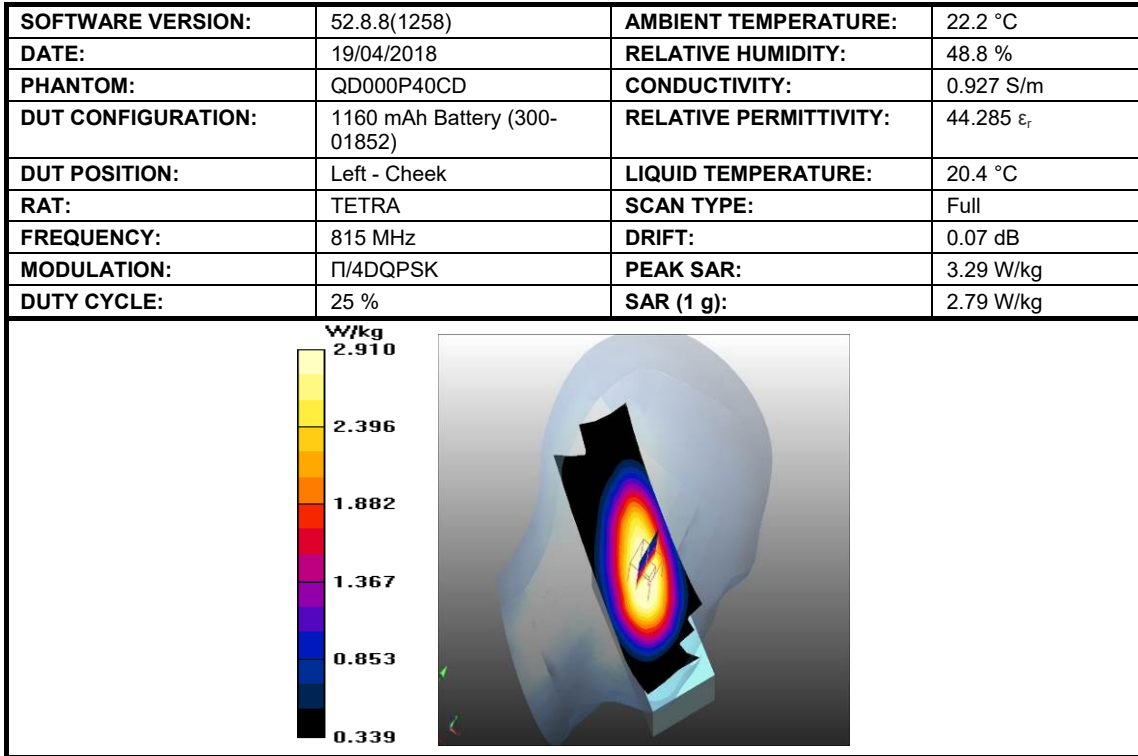 SOFTWARE VERSION: 52.8.8(1258) AMBIENT TEMPERATURE: 22.2 °C
DATE: 19/04/2018 RELATIVE HUMIDITY: 48.8 %
PHANTOM: QD000P40CD CONDUCTIVITY: 0.927 S/m
DUT CONFIGURATION: 1160 mAh Battery (300- RELATIVE PERMITTIVITY: 44.285 εᵣ
01852)
DUT POSITION: Left - Cheek LIQUID TEMPERATURE: 20.4 °C
RAT: TETRA SCAN TYPE: Full
FREQUENCY: 815 MHz DRIFT: 0.07 dB
MODULATION: Π/4DQPSK PEAK SAR: 3.29 W/kg
DUTY CYCLE: 25 % SAR (1 g): 2.79 W/kg
W/kg
2.910
2.396
1.882
1.367
0.853
0.339